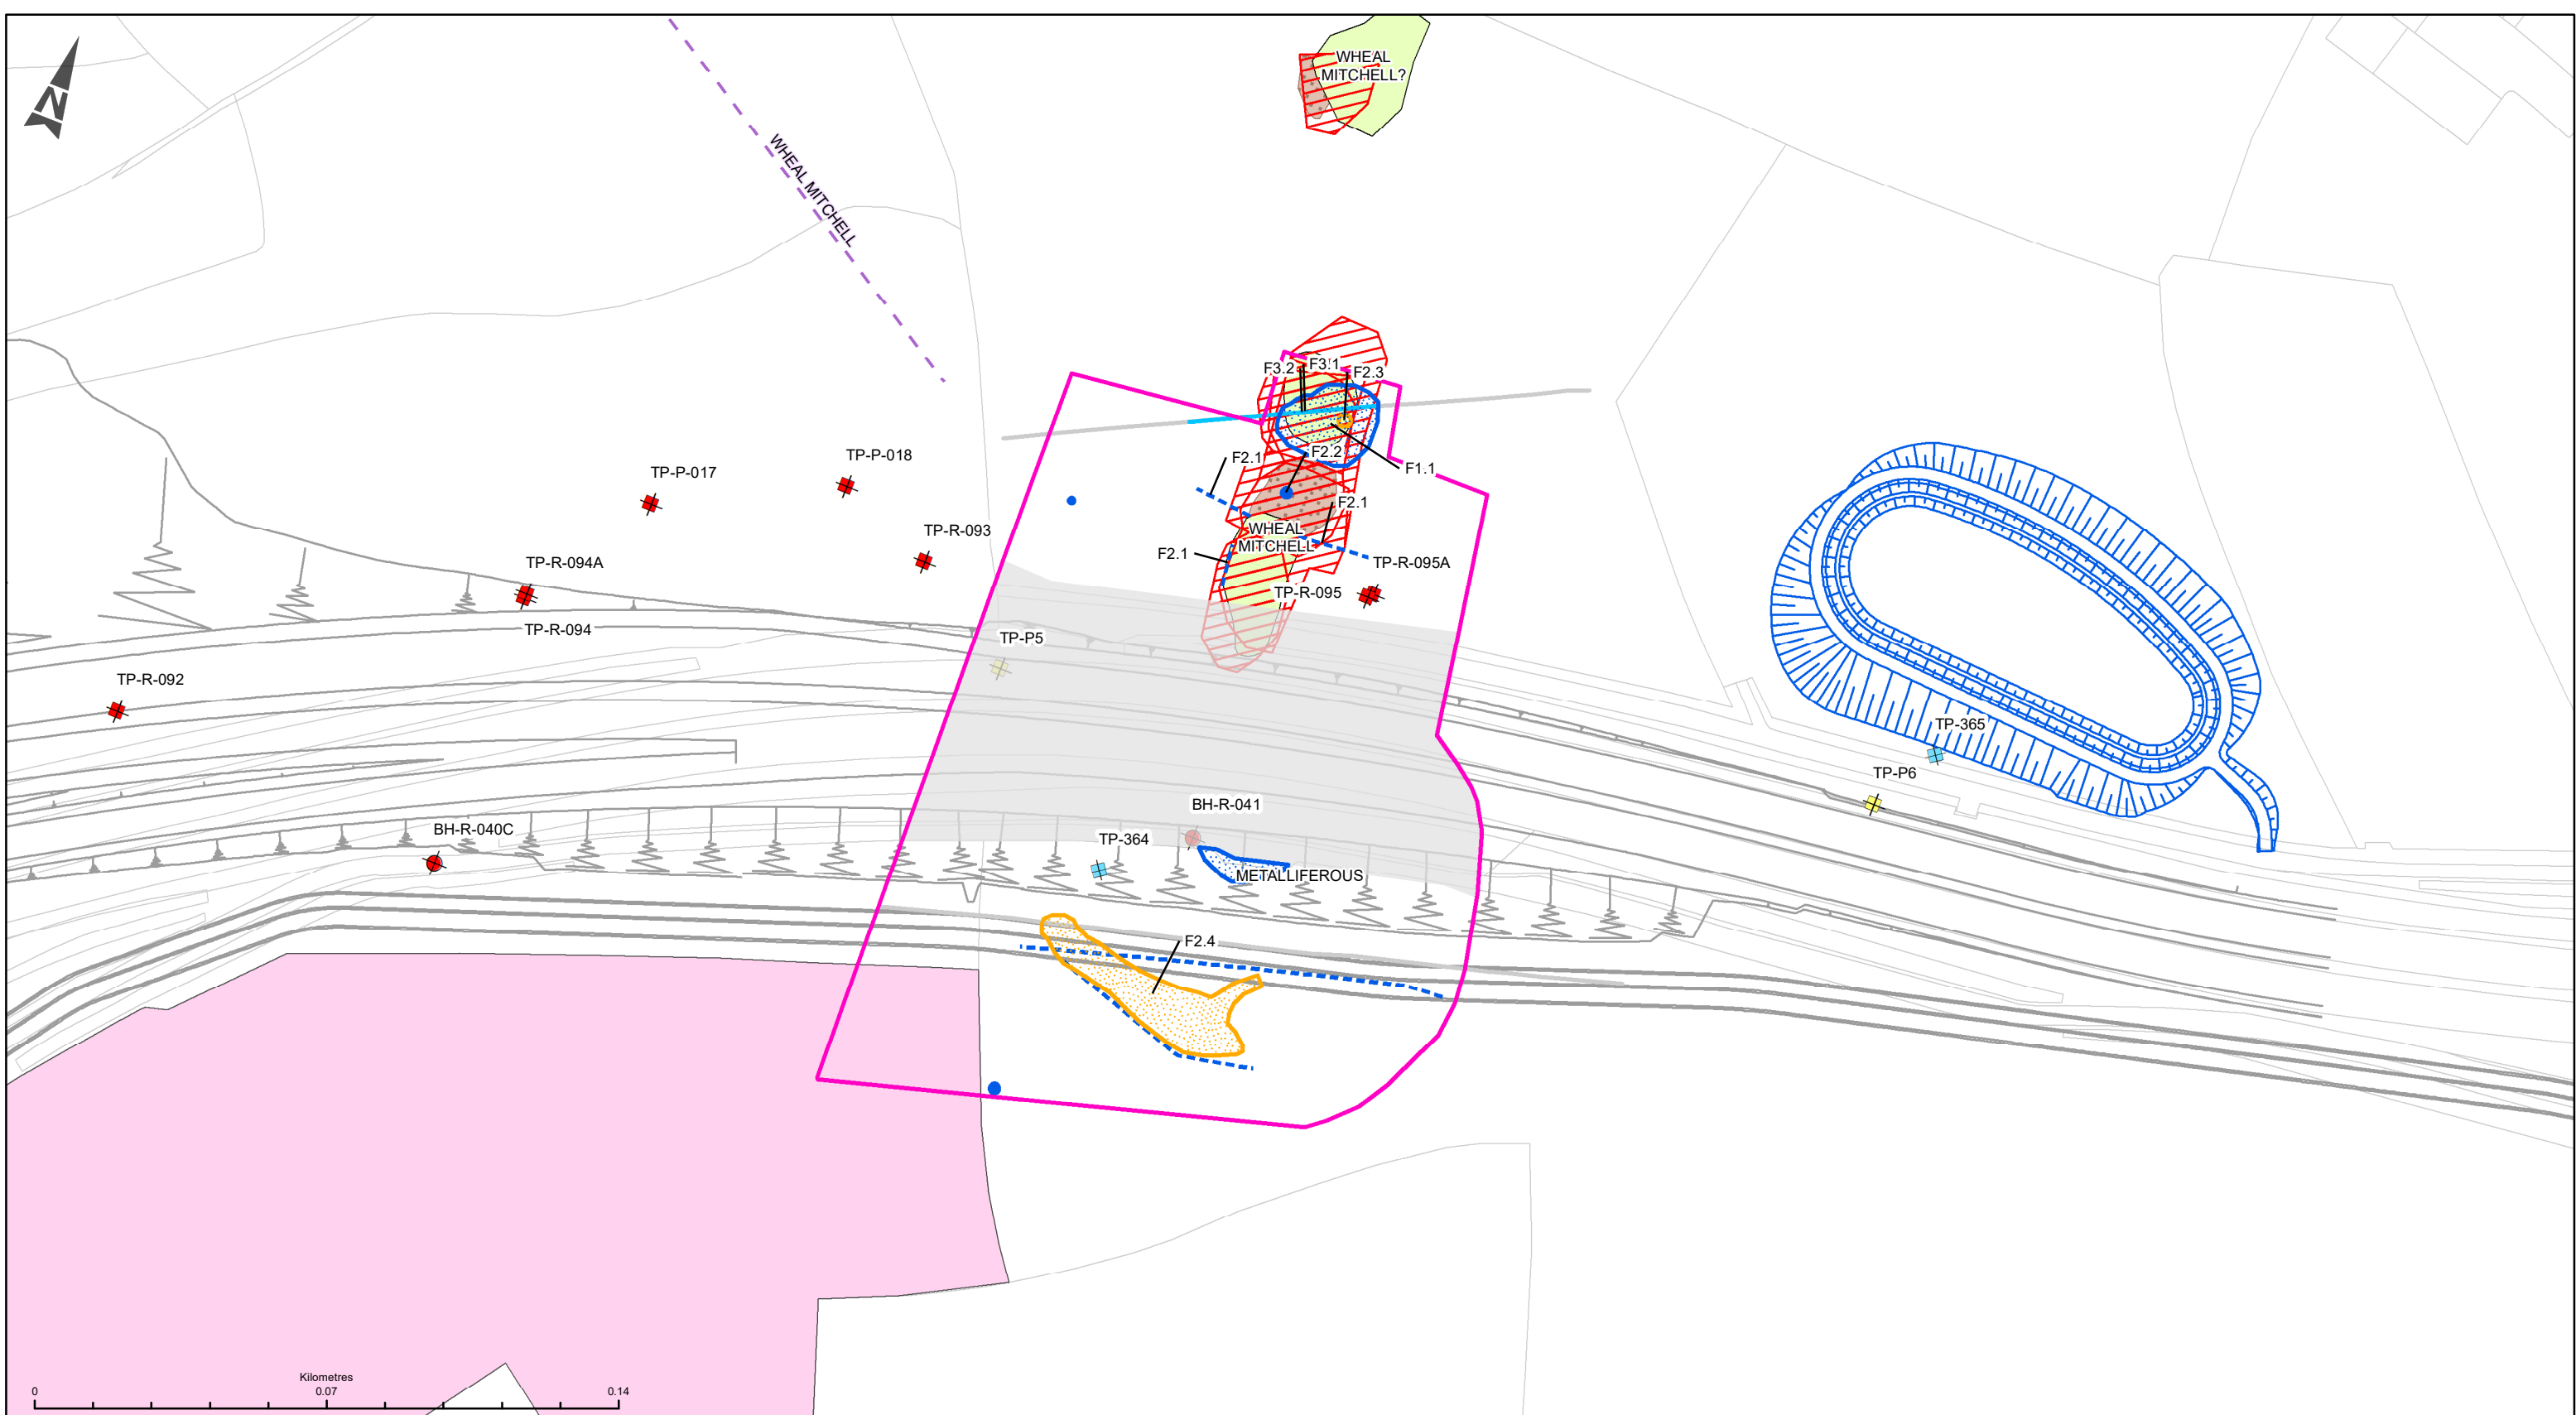 WHEAL
MITCHELL?
N
WHEAL MITCHELL
F3.2
F3.1
F2.3
F2.1
F2.2
F1.1
TP-P-017
TP-P-018
F2.1
TP-R-093
WHEAL
MITCHELL
F2.1
TP-R-094A
TP-R-095A
TP-R-095
TP-R-094
TP-P5
TP-R-092
TP-365
TP-P6
BH-R-041
BH-R-040C
TP-364
METALLIFEROUS
F2.4
Kilometres
0 0.07 0.14